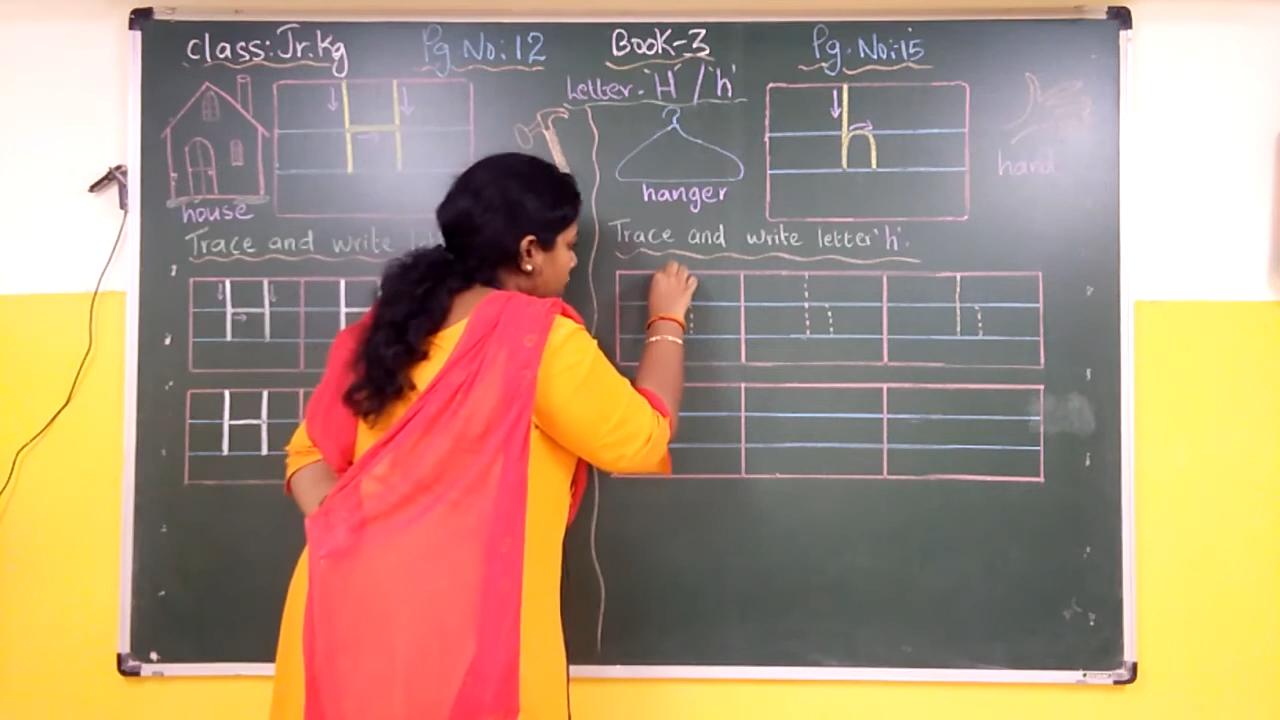 class: Jr.Kg
Pg.No:12
BOOK-3
Pg.No:15
Letter-'H'/'h'
house
hanger
hand
Trace and write
Trace and write letter 'h'.
H
h
H H
h h
H